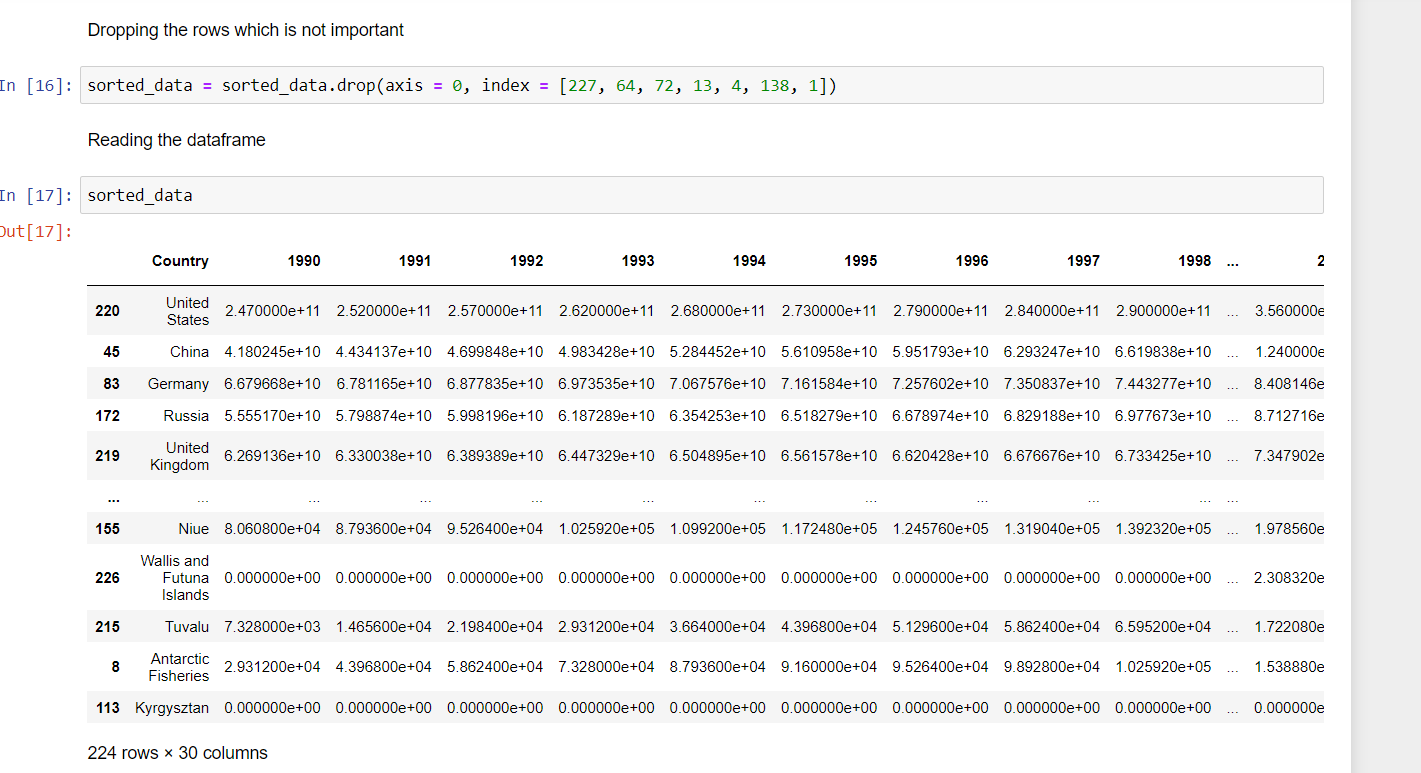 Dropping the rows which is not important
In [16]: sorted_data = sorted_data.drop(axis = 0, index = [227, 64, 72, 13, 4, 138, 1])
Reading the dataframe
In [17]: sorted_data
Out[17]:
Country 1990 1991 1992 1993 1994 1995 1996 1997 1998 ... 2
220 United States 2.470000e+11 2.520000e+11 2.570000e+11 2.620000e+11 2.680000e+11 2.730000e+11 2.790000e+11 2.840000e+11 2.900000e+11 ... 3.560000e
45 China 4.180245e+10 4.434137e+10 4.699848e+10 4.983428e+10 5.284452e+10 5.610958e+10 5.951793e+10 6.293247e+10 6.619838e+10 ... 1.240000e
83 Germany 6.679668e+10 6.781165e+10 6.877835e+10 6.973535e+10 7.067576e+10 7.161584e+10 7.257602e+10 7.350837e+10 7.443277e+10 ... 8.408146e
172 Russia 5.555170e+10 5.798874e+10 5.998196e+10 6.187289e+10 6.354253e+10 6.518279e+10 6.678974e+10 6.829188e+10 6.977673e+10 ... 8.712716e
219 United Kingdom 6.269136e+10 6.330038e+10 6.389389e+10 6.447329e+10 6.504895e+10 6.561578e+10 6.620428e+10 6.676676e+10 6.733425e+10 ... 7.347902e
... ... ... ... ... ... ... ... ... ... ... ...
155 Niue 8.060800e+04 8.793600e+04 9.526400e+04 1.025920e+05 1.099200e+05 1.172480e+05 1.245760e+05 1.319040e+05 1.392320e+05 ... 1.978560e
226 Wallis and Futuna Islands 0.000000e+00 0.000000e+00 0.000000e+00 0.000000e+00 0.000000e+00 0.000000e+00 0.000000e+00 0.000000e+00 0.000000e+00 ... 2.308320e
215 Tuvalu 7.328000e+03 1.465600e+04 2.198400e+04 2.931200e+04 3.664000e+04 4.396800e+04 5.129600e+04 5.862400e+04 6.595200e+04 ... 1.722080e
8 Antarctic Fisheries 2.931200e+04 4.396800e+04 5.862400e+04 7.328000e+04 8.793600e+04 9.160000e+04 9.526400e+04 9.892800e+04 1.025920e+05 ... 1.538880e
113 Kyrgysztan 0.000000e+00 0.000000e+00 0.000000e+00 0.000000e+00 0.000000e+00 0.000000e+00 0.000000e+00 0.000000e+00 0.000000e+00 ... 0.000000e
224 rows × 30 columns